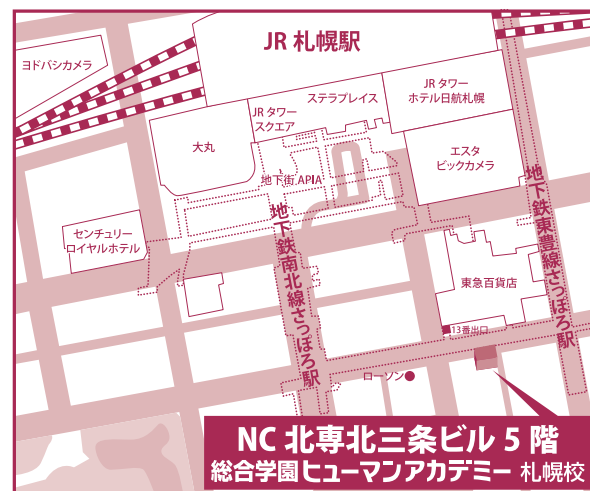 JR 札幌駅
ヨドバシカメラ
ステラプレイス
JR タワー
ホテル日航札幌
JR タワー
スクエア
大丸
エスタ
ビックカメラ
地下街 APIA
センチュリー
ロイヤルホテル
地下鉄南北線さっぽろ駅
地下鉄東豊線さっぽろ駅
東急百貨店
13番出口
ローソン
NC 北専北三条ビル 5 階
総合学園ヒューマンアカデミー 札幌校